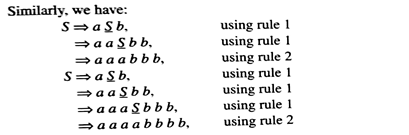 Similarly, we have:
S ⇒ a S b, using rule 1
⇒ a a S b b, using rule 1
⇒ a a a b b b, using rule 2
S ⇒ a S b, using rule 1
⇒ a a S b b, using rule 1
⇒ a a a S b b b, using rule 1
⇒ a a a a b b b b, using rule 2